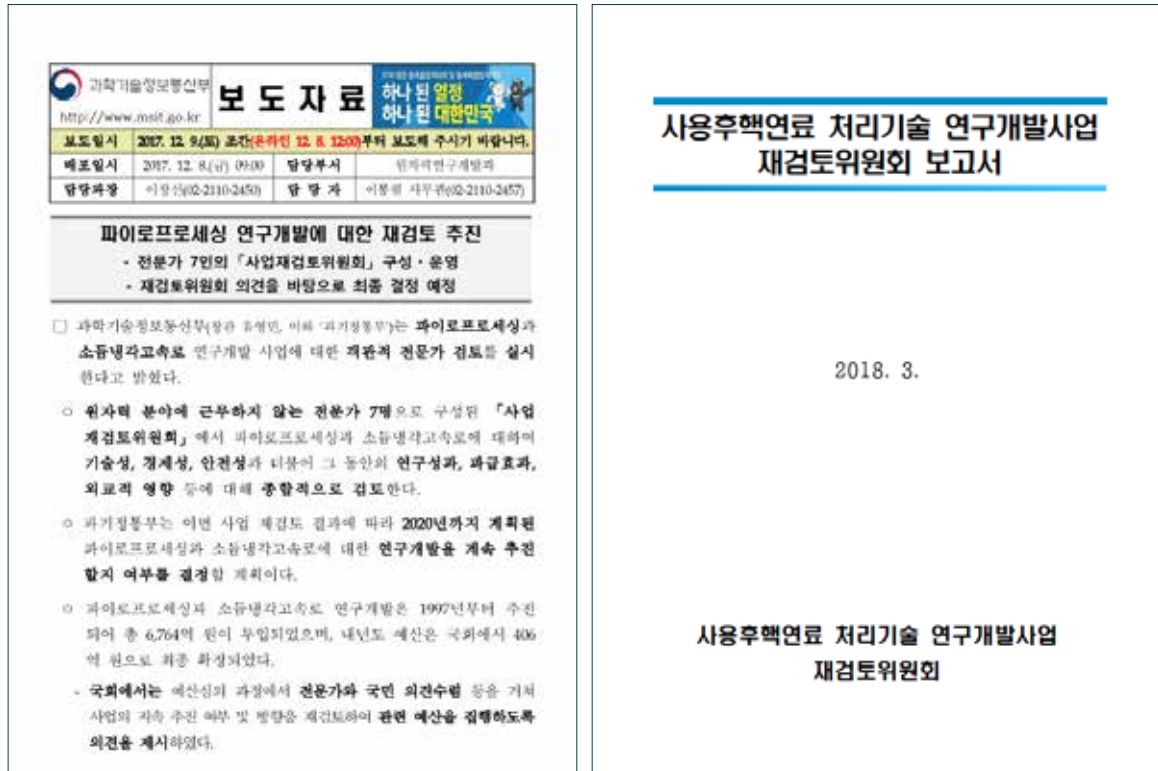 과학기술정보통신부
http://www.msit.go.kr
보 도 자 료
하나 된 열정
하나 된 대한민국
보도일시 2017. 12. 9.(토) 조간(온라인 12. 8. 12:00)부터 보도해 주시기 바랍니다.
배포일시 2017. 12. 8.(금) 09:00 담당부서 원자력연구개발과
담당과장 (02-2110-2450) 담 당 자 사무관(02-2110-2457)
파이로프로세싱 연구개발에 대한 재검토 추진
- 전문가 7인의 「사업재검토위원회」 구성·운영
- 재검토위원회 의견을 바탕으로 최종 결정 예정
□ 과학기술정보통신부(장관 유영민, 이하 ‘과기정통부’)는 파이로프로세싱과
소듐냉각고속로 연구개발 사업에 대한 객관적 전문가 검토를 실시
한다고 밝혔다.
ㅇ 원자력 분야에 근무하지 않는 전문가 7명으로 구성된 「사업
재검토위원회」에서 파이로프로세싱과 소듐냉각고속로에 대하여
기술성, 경제성, 안전성과 더불어 그 동안의 연구성과, 파급효과,
외교적 영향 등에 대해 종합적으로 검토한다.
ㅇ 과기정통부는 이번 사업 재검토 결과에 따라 2020년까지 계획된
파이로프로세싱과 소듐냉각고속로에 대한 연구개발을 계속 추진
할지 여부를 결정할 계획이다.
ㅇ 파이로프로세싱과 소듐냉각고속로 연구개발은 1997년부터 추진
되어 총 6,764억 원이 투입되었으며, 내년도 예산은 국회에서 406
억 원으로 최종 확정되었다.
- 국회에서는 예산심의 과정에서 전문가와 국민 의견수렴 등을 거쳐
사업의 지속 추진 여부 및 방향을 재검토하여 관련 예산을 집행하도록
의견을 제시하였다.
사용후핵연료 처리기술 연구개발사업
재검토위원회 보고서
2018. 3.
사용후핵연료 처리기술 연구개발사업
재검토위원회